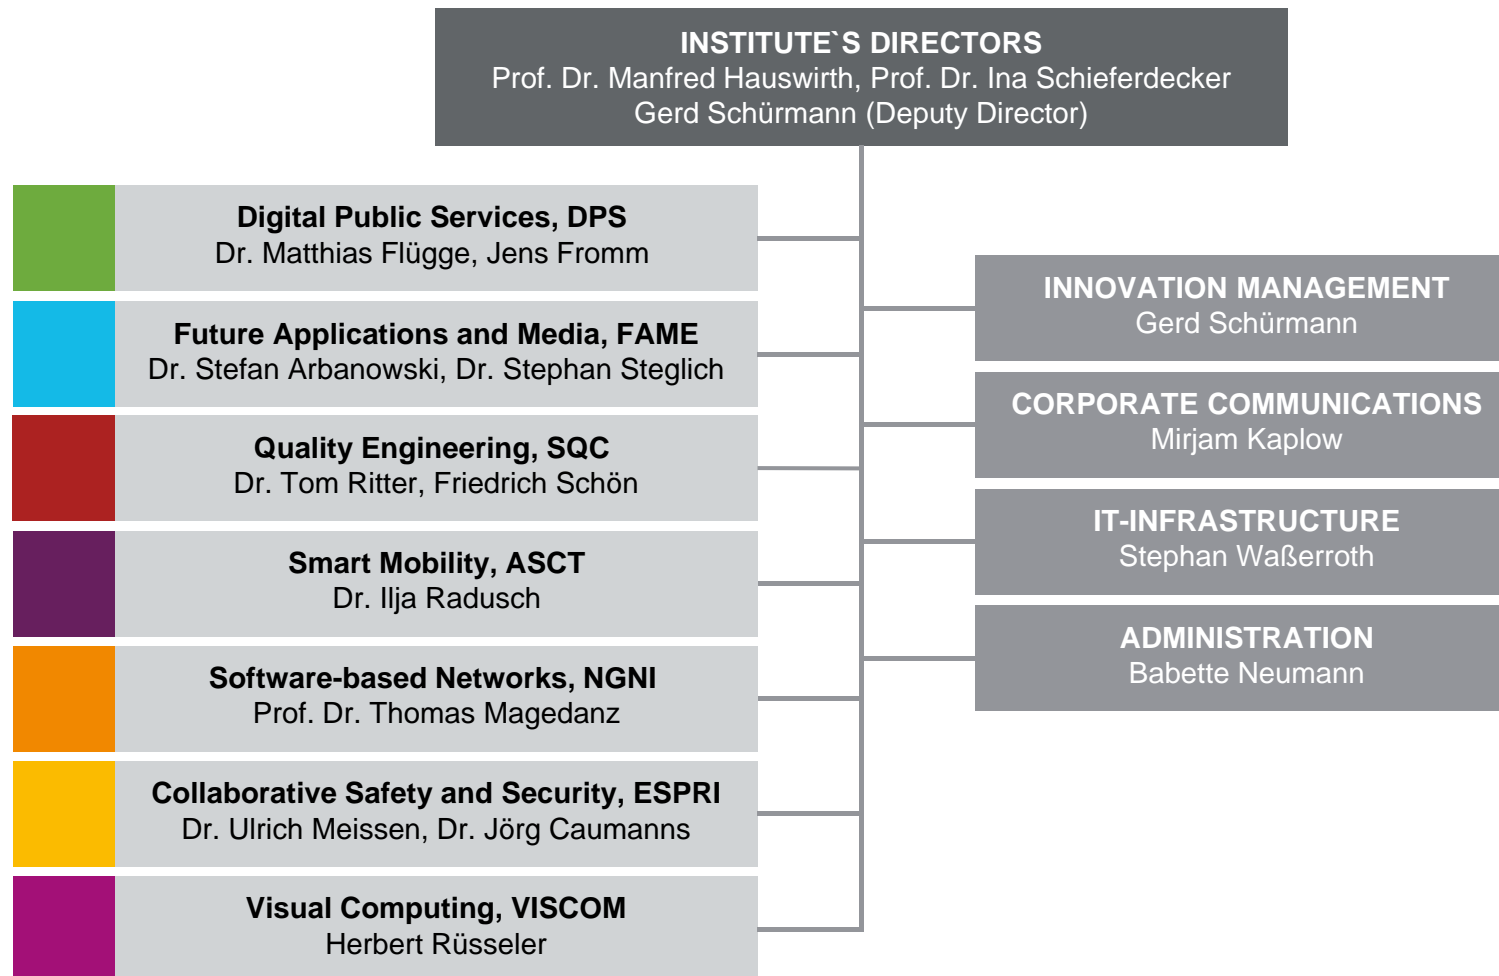 INSTITUTE`S DIRECTORS
Prof. Dr. Manfred Hauswirth, Prof. Dr. Ina Schieferdecker
Gerd Schürmann (Deputy Director)
Digital Public Services, DPS
Dr. Matthias Flügge, Jens Fromm
Future Applications and Media, FAME
Dr. Stefan Arbanowski, Dr. Stephan Steglich
Quality Engineering, SQC
Dr. Tom Ritter, Friedrich Schön
Smart Mobility, ASCT
Dr. Ilja Radusch
Software-based Networks, NGNI
Prof. Dr. Thomas Magedanz
Collaborative Safety and Security, ESPRI
Dr. Ulrich Meissen, Dr. Jörg Caumanns
Visual Computing, VISCOM
Herbert Rüsseler
INNOVATION MANAGEMENT
Gerd Schürmann
CORPORATE COMMUNICATIONS
Mirjam Kaplow
IT-INFRASTRUCTURE
Stephan Waßerroth
ADMINISTRATION
Babette Neumann